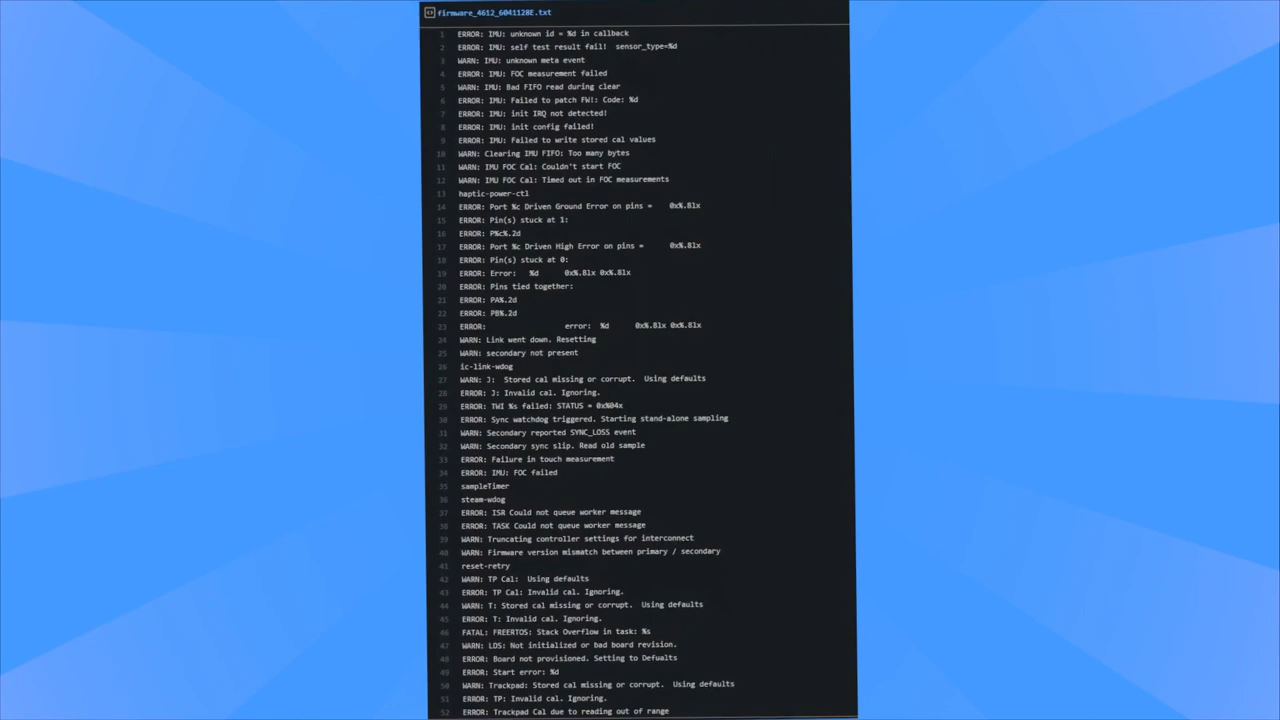 firmware_4612_6041128E.txt
1 ERROR: IMU: unknown id = %d in callback
2 ERROR: IMU: self test result fail!  sensor_type=%d
3 WARN: IMU: unknown meta event
4 ERROR: IMU: FOC measurement failed
5 WARN: IMU: Bad FIFO read during clear
6 ERROR: IMU: Failed to patch FW!: Code: %d
7 ERROR: IMU: init IRQ not detected!
8 ERROR: IMU: init config failed!
9 ERROR: IMU: Failed to write stored cal values
10 WARN: Clearing IMU FIFO: Too many bytes
11 WARN: IMU FOC Cal: Couldn't start FOC
12 WARN: IMU FOC Cal: Timed out in FOC measurements
13 haptic-power-ctl
14 ERROR: Port %c Driven Ground Error on pins =    0x%.8lx
15 ERROR: Pin(s) stuck at 1:
16 ERROR: P%c%.2d
17 ERROR: Port %c Driven High Error on pins =      0x%.8lx
18 ERROR: Pin(s) stuck at 0:
19 ERROR: Error:   %d      0x%.8lx 0x%.8lx
20 ERROR: Pins tied together:
21 ERROR: PA%.2d
22 ERROR: PB%.2d
23 ERROR:                  error:  %d      0x%.8lx 0x%.8lx
24 WARN: Link went down. Resetting
25 WARN: secondary not present
26 ic-link-wdog
27 WARN: J:  Stored cal missing or corrupt.  Using defaults
28 ERROR: J: Invalid cal. Ignoring.
29 ERROR: TWI %s failed: STATUS = 0x%04x
30 ERROR: Sync watchdog triggered. Starting stand-alone sampling
31 WARN: Secondary reported SYNC_LOSS event
32 WARN: Secondary sync slip. Read old sample
33 ERROR: Failure in touch measurement
34 ERROR: IMU: FOC failed
35 sampleTimer
36 steam-wdog
37 ERROR: ISR Could not queue worker message
38 ERROR: TASK Could not queue worker message
39 WARN: Truncating controller settings for interconnect
40 WARN: Firmware version mismatch between primary / secondary
41 reset-retry
42 WARN: TP Cal:  Using defaults
43 ERROR: TP Cal: Invalid cal. Ignoring.
44 WARN: T: Stored cal missing or corrupt.  Using defaults
45 ERROR: T: Invalid cal. Ignoring.
46 FATAL: FREERTOS: Stack Overflow in task: %s
47 WARN: LDS: Not initialized or bad board revision.
48 ERROR: Board not provisioned. Setting to Defualts
49 ERROR: Start error: %d
50 WARN: Trackpad: Stored cal missing or corrupt.  Using defaults
51 ERROR: TP: Invalid cal. Ignoring.
52 ERROR: Trackpad Cal due to reading out of range